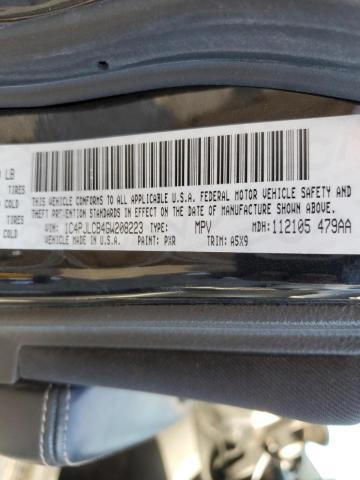 0 LB
TIRES
COLD
TIRES
COLD
THIS VEHICLE CONFORMS TO ALL APPLICABLE U.S.A. FEDERAL MOTOR VEHICLE SAFETY AND
THEFT PREVENTION STANDARDS IN EFFECT ON THE DATE OF MANUFACTURE SHOWN ABOVE.
VIN: 1C4PJLCB4GW208223 TYPE: MPV MDH:112105 479AA
VEHICLE MADE IN U.S.A. PAINT: PXR TRIM: A5X9